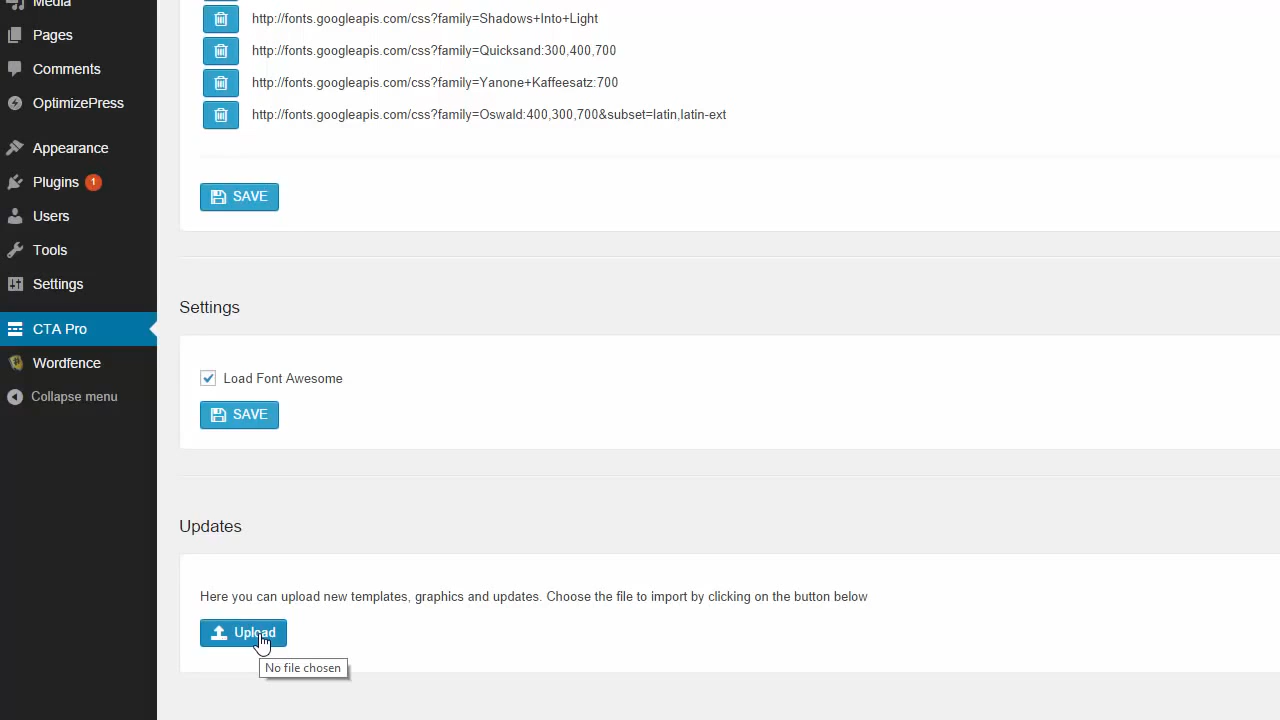 Media
Pages
Comments
OptimizePress
Appearance
Plugins 1
Users
Tools
Settings
CTA Pro
Wordfence
Collapse menu
http://fonts.googleapis.com/css?family=Shadows+Into+Light
http://fonts.googleapis.com/css?family=Quicksand:300,400,700
http://fonts.googleapis.com/css?family=Yanone+Kaffeesatz:700
http://fonts.googleapis.com/css?family=Oswald:400,300,700&subset=latin,latin-ext
SAVE
Settings
Load Font Awesome
SAVE
Updates
Here you can upload new templates, graphics and updates. Choose the file to import by clicking on the button below
Upload
No file chosen